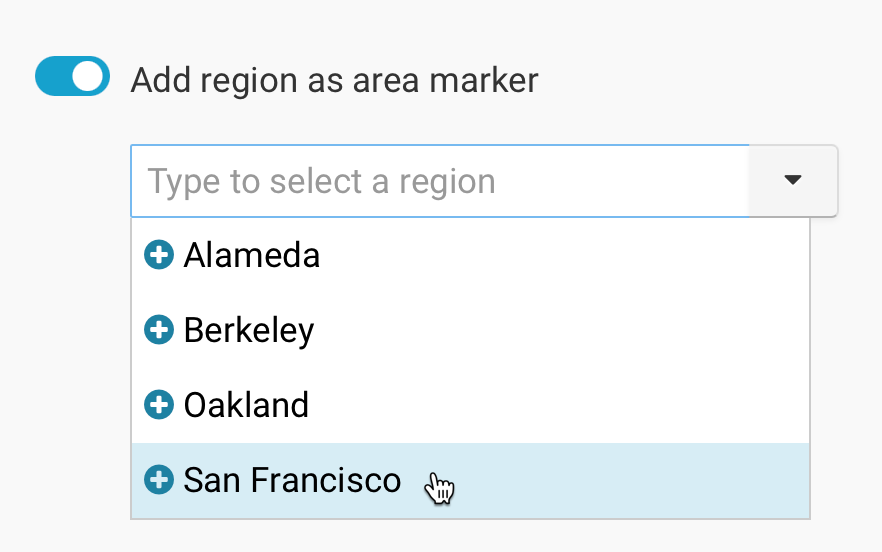 Add region as area marker
Type to select a region
Alameda
Berkeley
Oakland
San Francisco